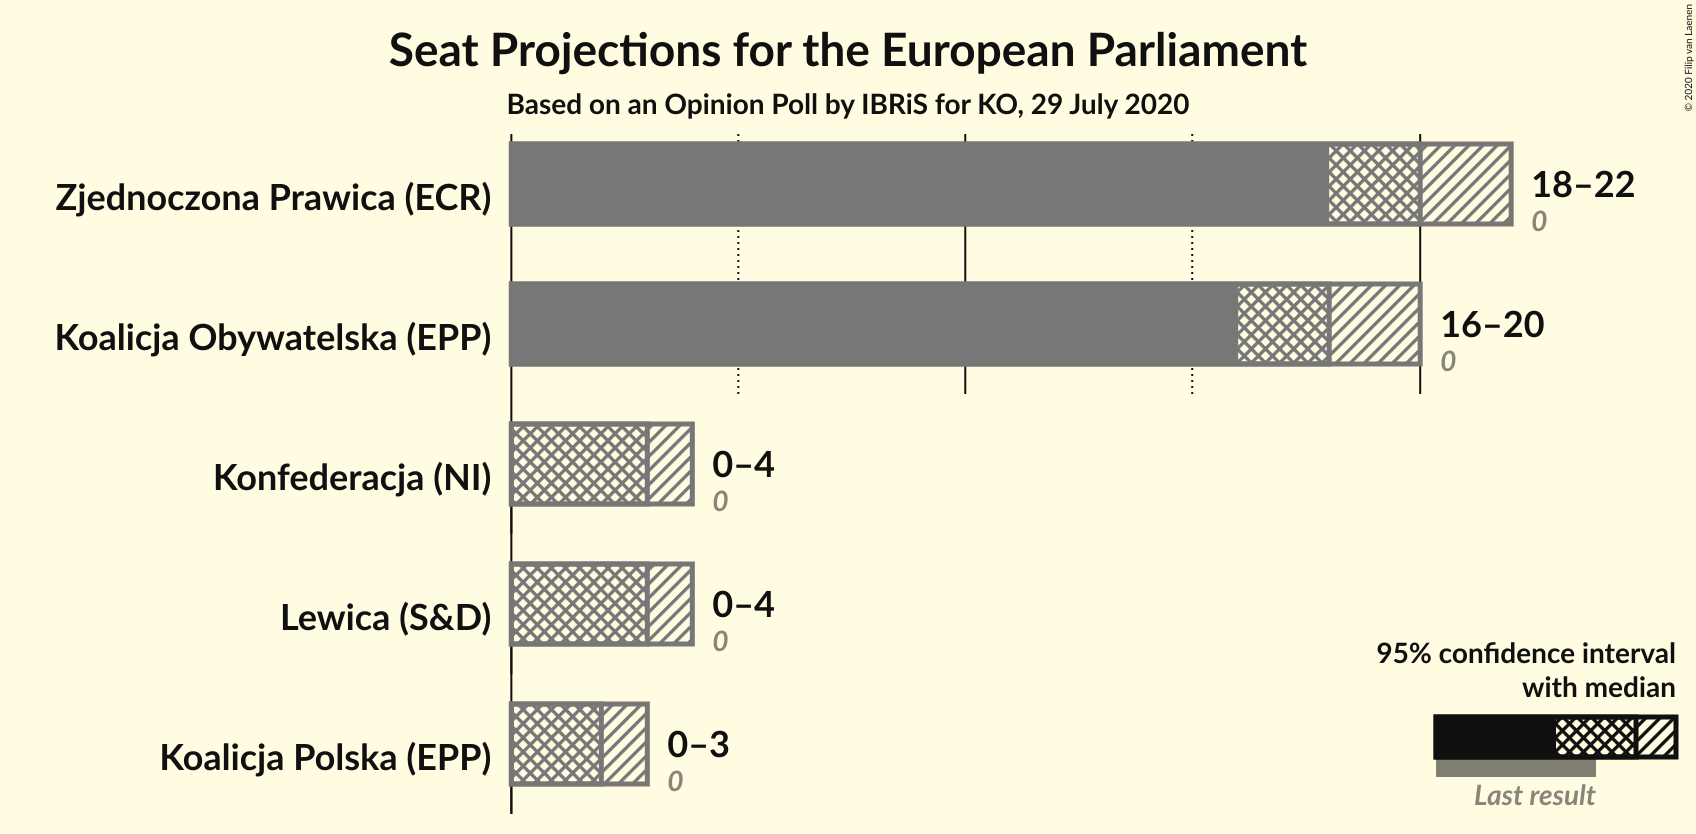 Seat Projections for the European Parliament
Based on an Opinion Poll by IBRiS for KO, 29 July 2020
© 2020 Filip van Laenen
Zjednoczona Prawica (ECR)
18–22
0
Koalicja Obywatelska (EPP)
16–20
0
Konfederacja (NI)
0–4
0
Lewica (S&D)
0–4
0
Koalicja Polska (EPP)
0–3
0
95% confidence interval
with median
Last result